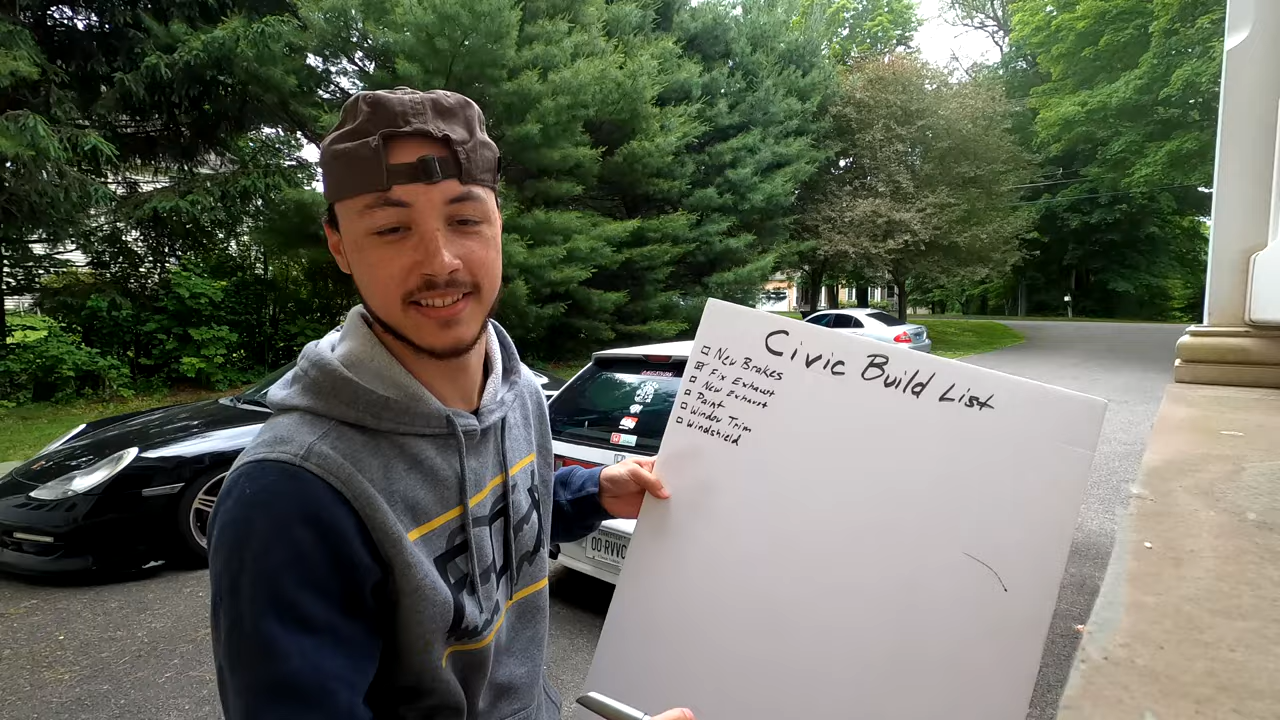 Civic Build List
New Brakes
Fix Exhaust
New Exhaust
Paint
Window Trim
Windshield